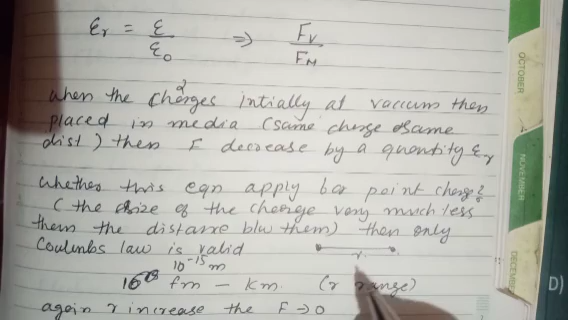 εr = ε/ε0 ⇒ FV/FM
OCTOBER
when the charges intially at vaccum then
placed in media (same charge & same
dist) then F decrease by a quantity εr
NOVEMBER
whether this eqn apply for point charge?
(the size of the charge very much less
them the distance b/w them) then only
Coulombs law is valid
r
10⁻¹⁵m
fm - Km. (r range)
DECEMBER
D)
again r increase the F→0